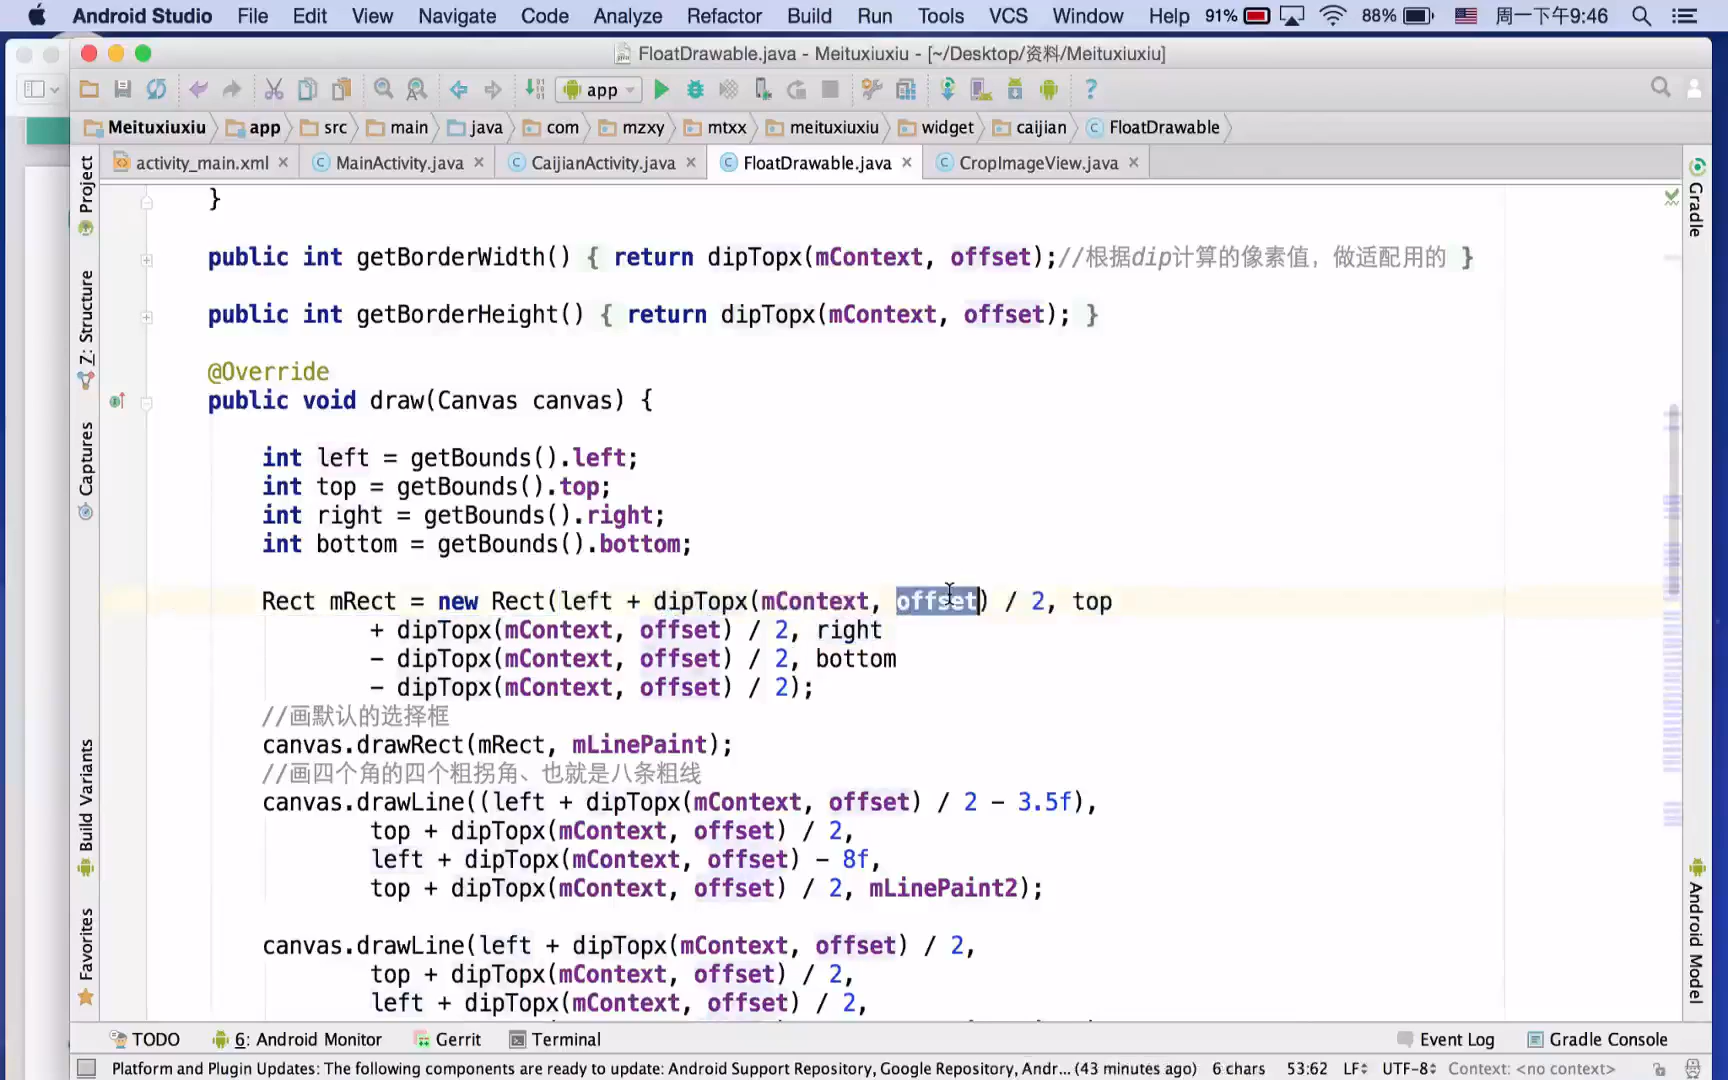 Android Studio File Edit View Navigate Code Analyze Refactor Build Run Tools VCS Window Help 91% 88% 周一下午9:46
FloatDrawable.java - Meituxiuxiu - [~/Desktop/资料/Meituxiuxiu]
app
Meituxiuxiu app src main java com mzxy mtxx meituxiuxiu widget caijian FloatDrawable
activity_main.xml MainActivity.java CaijianActivity.java FloatDrawable.java CropImageView.java
Project
Z: Structure
Captures
Build Variants
Favorites
}
public int getBorderWidth() { return dipTopx(mContext, offset);//根据dip计算的像素值，做适配用的 }
public int getBorderHeight() { return dipTopx(mContext, offset); }
@Override
public void draw(Canvas canvas) {
int left = getBounds().left;
int top = getBounds().top;
int right = getBounds().right;
int bottom = getBounds().bottom;
Rect mRect = new Rect(left + dipTopx(mContext, offset) / 2, top
+ dipTopx(mContext, offset) / 2, right
- dipTopx(mContext, offset) / 2, bottom
- dipTopx(mContext, offset) / 2);
//画默认的选择框
canvas.drawRect(mRect, mLinePaint);
//画四个角的四个粗拐角、也就是八条粗线
canvas.drawLine((left + dipTopx(mContext, offset) / 2 - 3.5f),
top + dipTopx(mContext, offset) / 2,
left + dipTopx(mContext, offset) - 8f,
top + dipTopx(mContext, offset) / 2, mLinePaint2);
canvas.drawLine(left + dipTopx(mContext, offset) / 2,
top + dipTopx(mContext, offset) / 2,
left + dipTopx(mContext, offset) / 2,
Gradle
Android Model
TODO 6: Android Monitor Gerrit Terminal Event Log Gradle Console
Platform and Plugin Updates: The following components are ready to update: Android Support Repository, Google Repository, Andr... (43 minutes ago) 6 chars 53:62 LF UTF-8 Context: <no context>